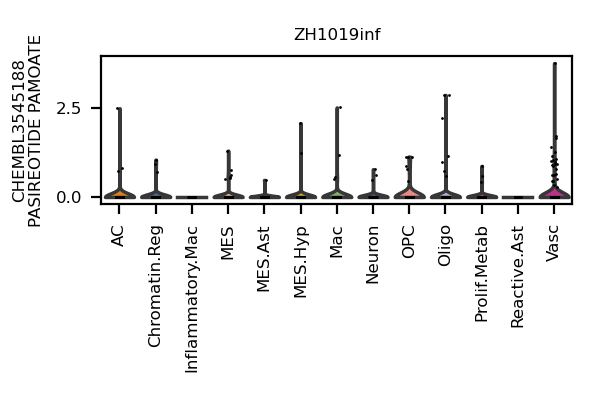 ZH1019inf
CHEMBL3545188
PASIREOTIDE PAMOATE
2.5
0.0
AC
Chromatin.Reg
Inflammatory.Mac
MES
MES.Ast
MES.Hyp
Mac
Neuron
OPC
Oligo
Prolif.Metab
Reactive.Ast
Vasc